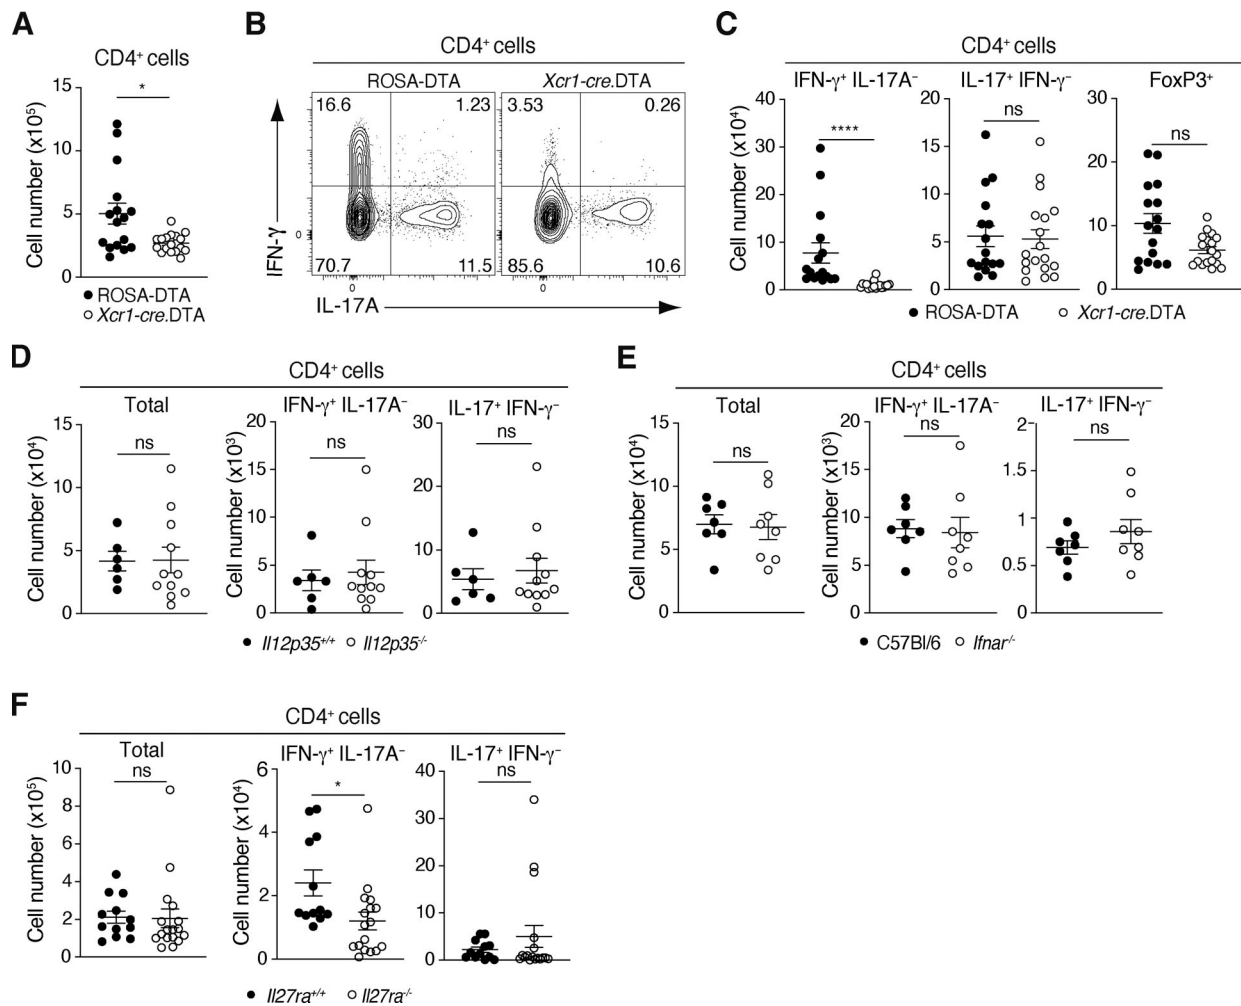 A
CD4⁺ cells
*
Cell number (x10⁵)
15
10
5
0
● ROSA-DTA
○ Xcr1-cre.DTA
B
CD4⁺ cells
ROSA-DTA
Xcr1-cre.DTA
16.6
1.23
3.53
0.26
70.7
11.5
85.6
10.6
0
0
0
IFN-γ
IL-17A
C
CD4⁺ cells
IFN-γ⁺ IL-17A⁻
IL-17⁺ IFN-γ⁻
FoxP3⁺
****
ns
ns
Cell number (x10⁴)
40
30
20
10
0
20
15
10
5
0
30
20
10
0
● ROSA-DTA ○ Xcr1-cre.DTA
D
CD4⁺ cells
Total
IFN-γ⁺ IL-17A⁻
IL-17⁺ IFN-γ⁻
ns
ns
ns
Cell number (x10⁴)
15
10
5
0
Cell number (x10³)
20
15
10
5
0
30
20
10
0
● Il12p35⁺/⁺ ○ Il12p35⁻/⁻
E
CD4⁺ cells
Total
IFN-γ⁺ IL-17A⁻
IL-17⁺ IFN-γ⁻
ns
ns
ns
Cell number (x10⁴)
15
10
5
0
Cell number (x10³)
20
15
10
5
0
2
1.5
1
0.5
0
● C57Bl/6 ○ Ifnar⁻/⁻
F
CD4⁺ cells
Total
IFN-γ⁺ IL-17A⁻
IL-17⁺ IFN-γ⁻
ns
*
ns
Cell number (x10⁵)
10
8
6
4
2
0
Cell number (x10⁴)
6
4
2
0
40
30
20
10
0
● Il27ra⁺/⁺ ○ Il27ra⁻/⁻